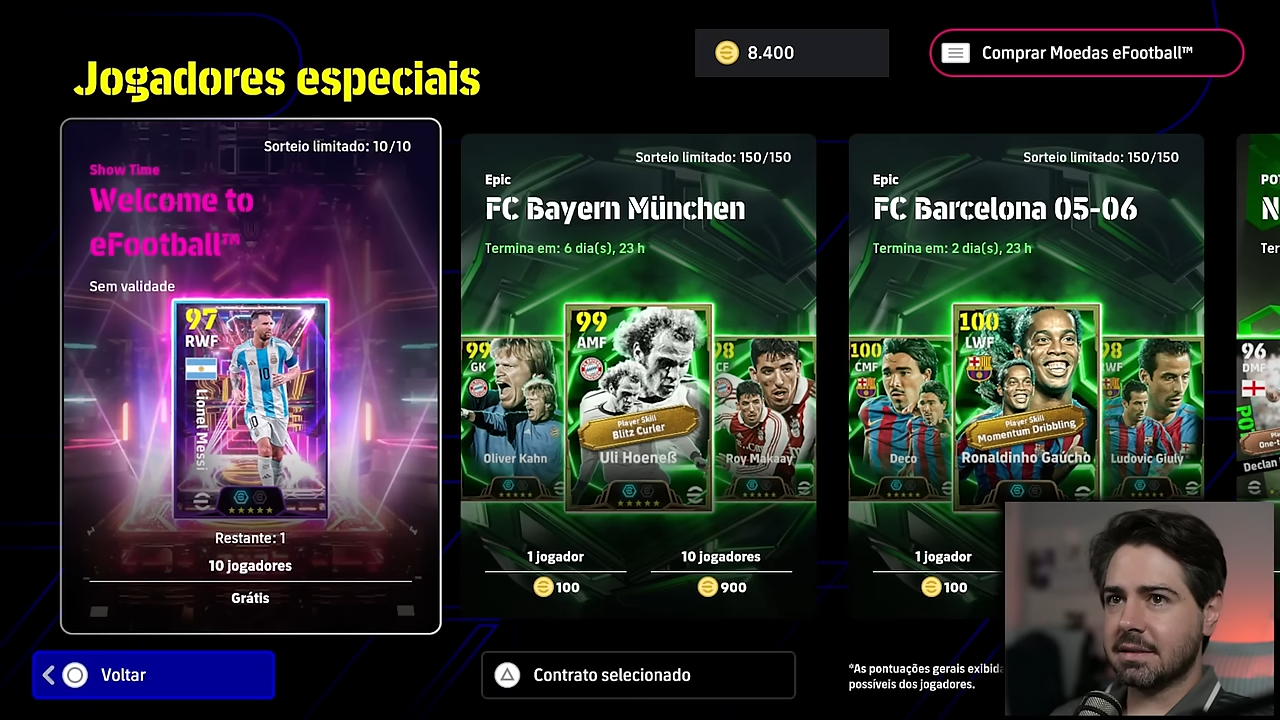 Jogadores especiais
8.400
Comprar Moedas eFootball™
Sorteio limitado: 10/10
Show Time
Welcome to
eFootball™
Sem validade
97
RWF
Lionel Messi
10
Restante: 1
10 jogadores
Grátis
Sorteio limitado: 150/150
Epic
FC Bayern München
Termina em: 6 dia(s), 23 h
99
GK
Oliver Kahn
99
AMF
Player Skill
Blitz Curler
Uli Hoeneß
98
CF
Roy Makaay
1 jogador
10 jogadores
100
900
Sorteio limitado: 150/150
Epic
FC Barcelona 05-06
Termina em: 2 dia(s), 23 h
100
CMF
Deco
100
LWF
Player Skill
Momentum Dribbling
Ronaldinho Gaúcho
98
RWF
Ludovic Giuly
1 jogador
100
N
Ter
96
DMF
One-t
Declan
Voltar
Contrato selecionado
*As pontuações gerais exibid
possíveis dos jogadores.